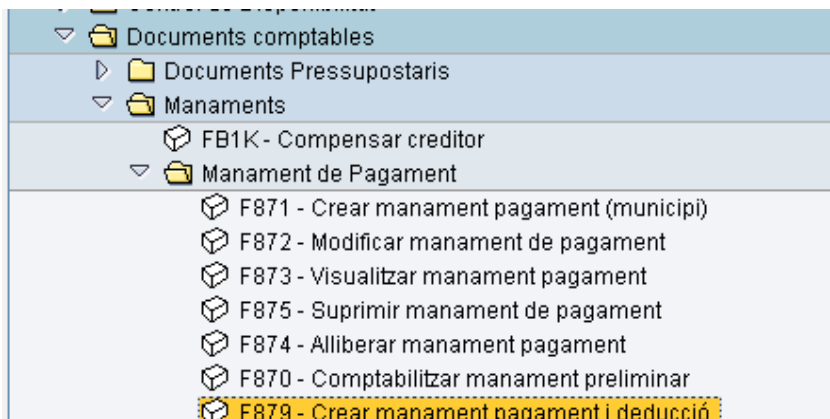 Documents comptables
Documents Pressupostaris
Manaments
FB1K - Compensar creditor
Manament de Pagament
F871 - Crear manament pagament (municipi)
F872 - Modificar manament de pagament
F873 - Visualitzar manament pagament
F875 - Suprimir manament de pagament
F874 - Alliberar manament pagament
F870 - Comptabilitzar manament preliminar
F879 - Crear manament pagament i deducció